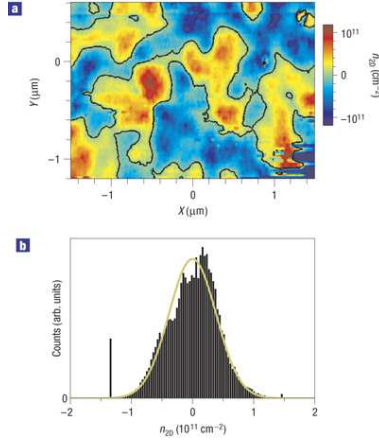 a
10¹¹
0
−10¹¹
n₂D (cm⁻²)
0
−1
Y (μm)
−1
0
1
X (μm)
b
Counts (arb. units)
0
−2
−1
0
1
2
n₂D (10¹¹ cm⁻²)